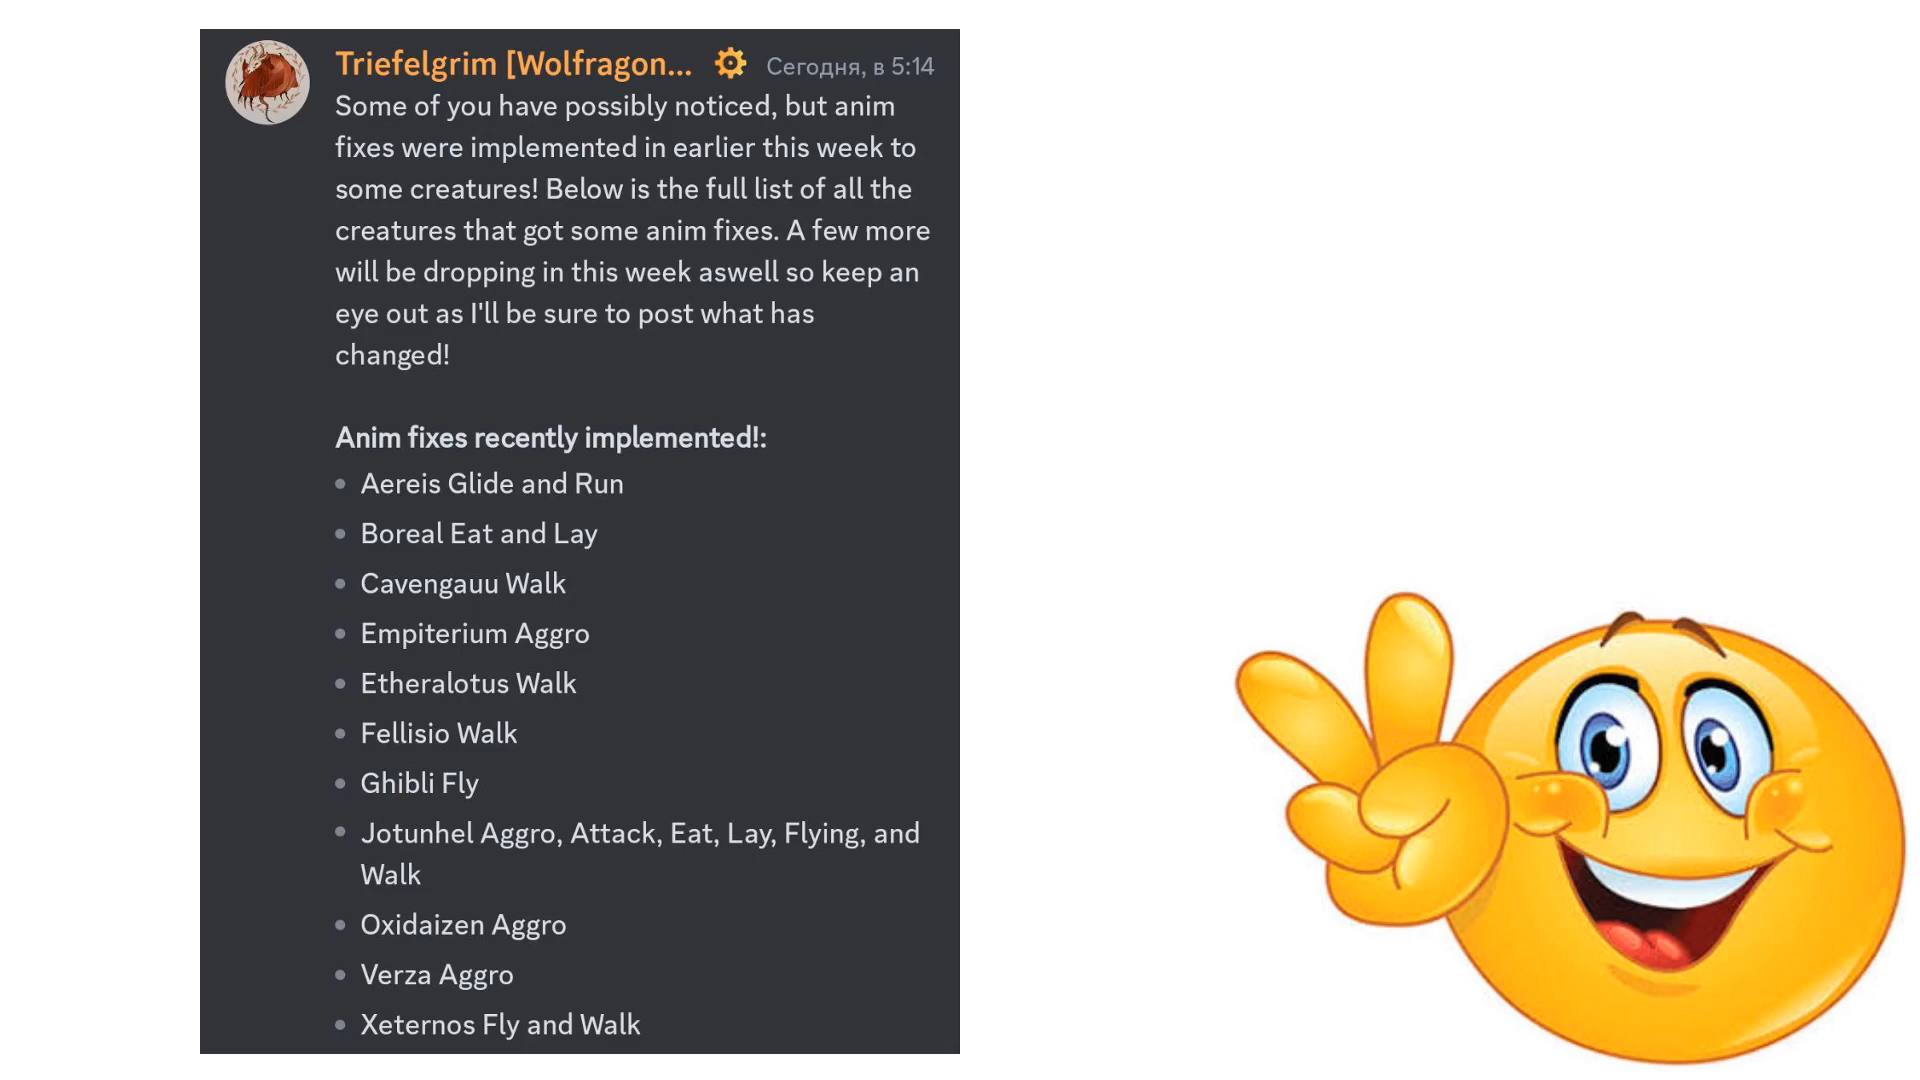 Triefelgrim [Wolfragon... Сегодня, в 5:14
Some of you have possibly noticed, but anim
fixes were implemented in earlier this week to
some creatures! Below is the full list of all the
creatures that got some anim fixes. A few more
will be dropping in this week aswell so keep an
eye out as I'll be sure to post what has
changed!
Anim fixes recently implemented!:
• Aereis Glide and Run
• Boreal Eat and Lay
• Cavengauu Walk
• Empiterium Aggro
• Etheralotus Walk
• Fellisio Walk
• Ghibli Fly
• Jotunhel Aggro, Attack, Eat, Lay, Flying, and
Walk
• Oxidaizen Aggro
• Verza Aggro
• Xeternos Fly and Walk